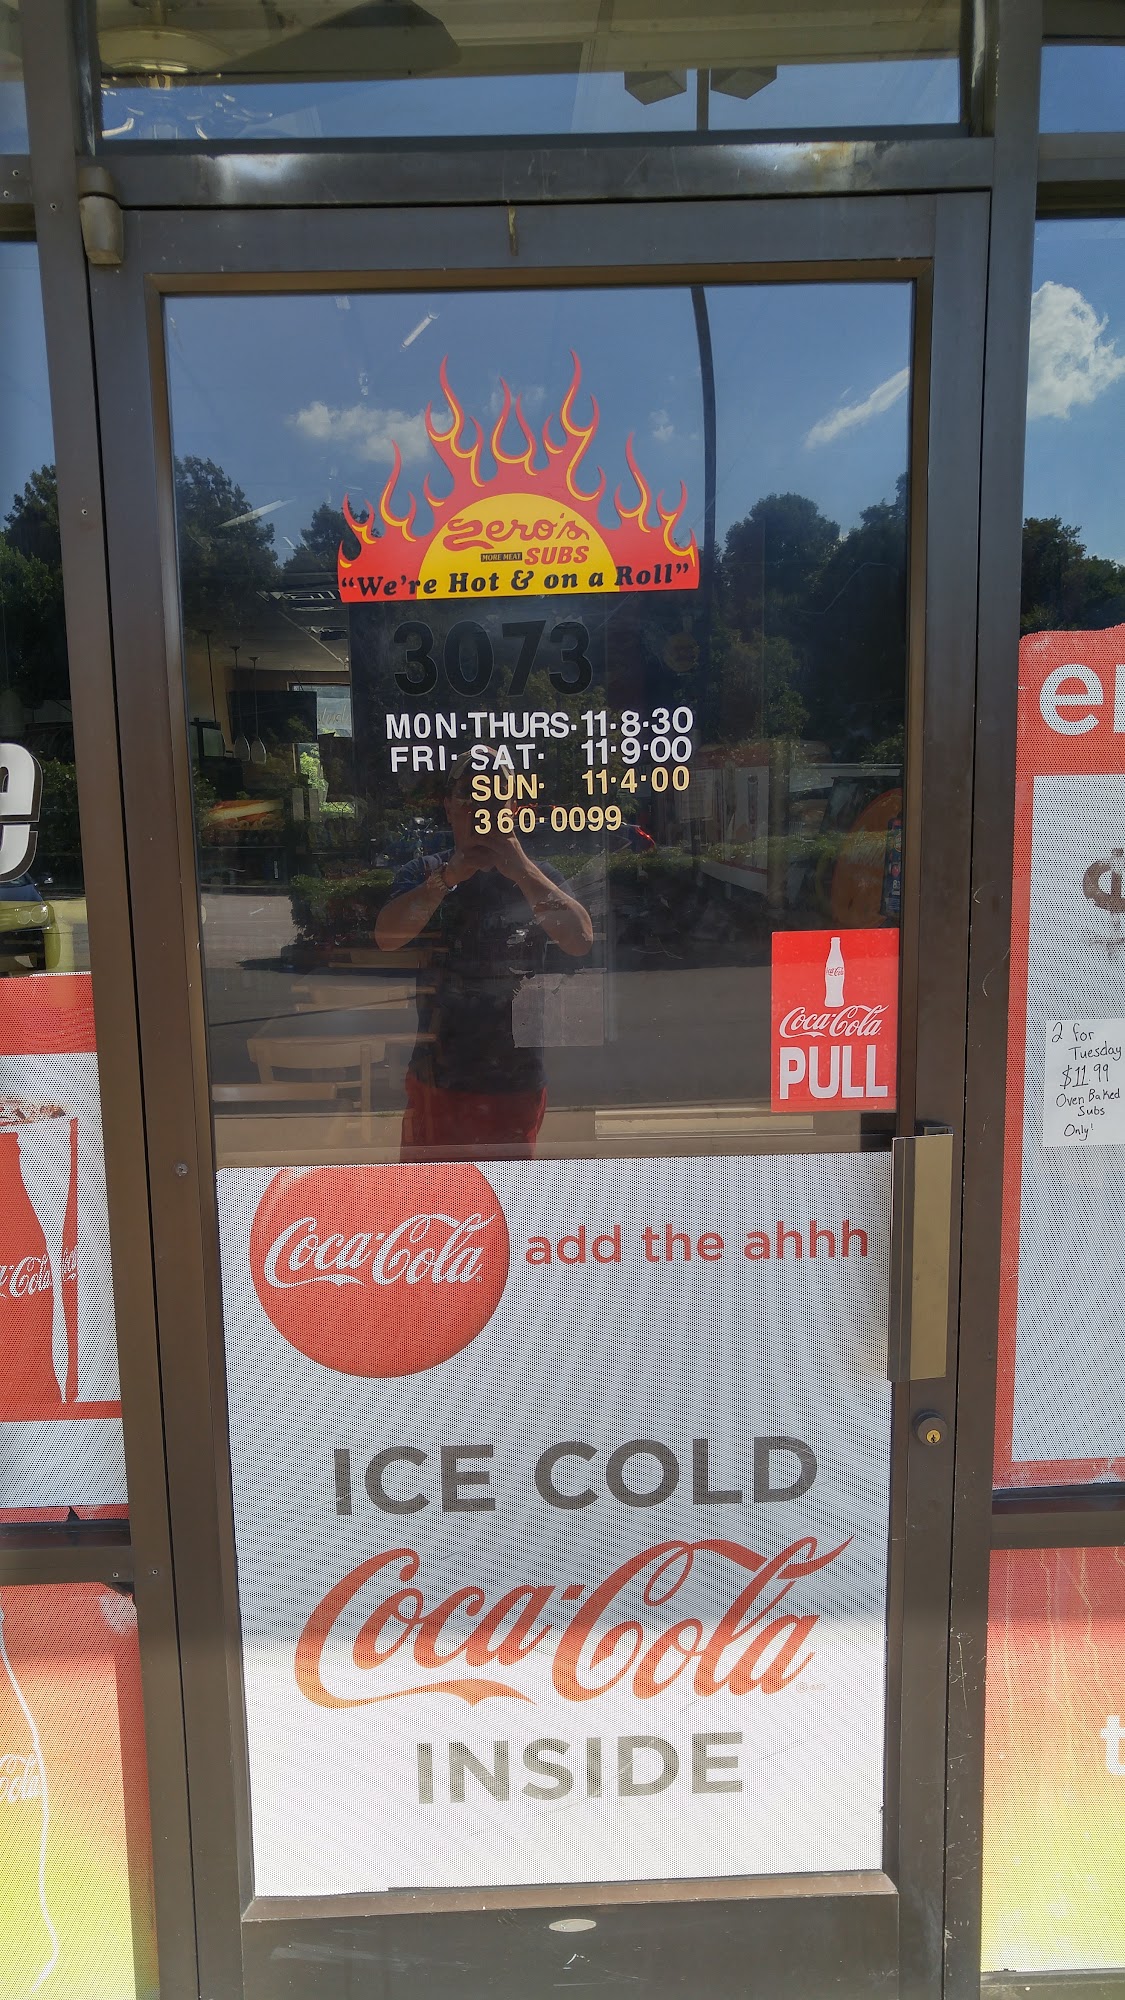 zero's
MORE MEAT SUBS
"We're Hot & on a Roll"
3073
MON·THURS·11·8·30
FRI· SAT· 11·9·00
SUN· 11·4·00
360·0099
Coca-Cola
Coca-Cola
PULL
2 for
Tuesday
$11.99
Oven Baked
Subs
Only!
Coca-Cola add the ahhh
ICE COLD
Coca-Cola
INSIDE